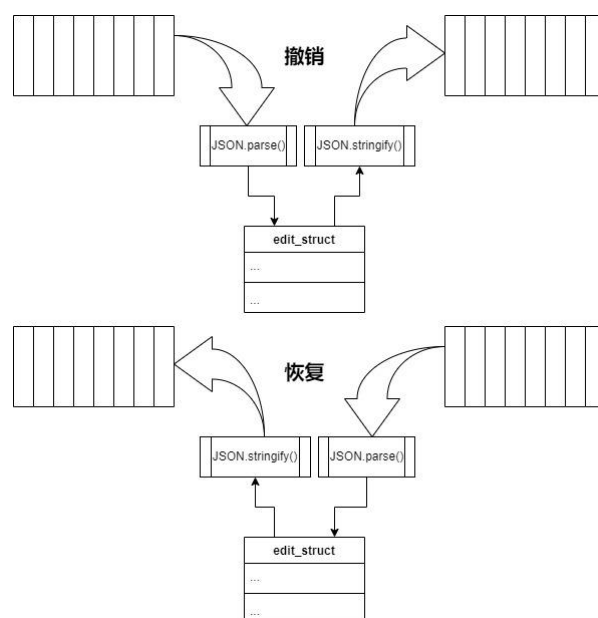 撤销
JSON.parse()
JSON.stringify()
edit_struct
...
...
恢复
JSON.stringify()
JSON.parse()
edit_struct
...
...